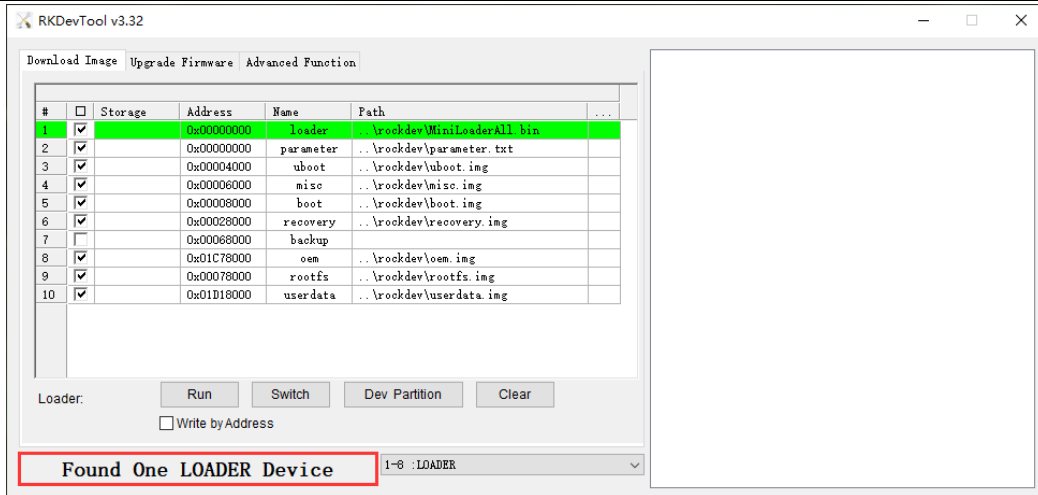 RKDevTool v3.32
Download Image Upgrade Firmware Advanced Function
# Storage Address Name Path ...
1 0x00000000 loader ..\rockdev\MiniLoaderAll.bin
2 0x00000000 parameter ..\rockdev\parameter.txt
3 0x00004000 uboot ..\rockdev\uboot.img
4 0x00006000 misc ..\rockdev\misc.img
5 0x00008000 boot ..\rockdev\boot.img
6 0x00028000 recovery ..\rockdev\recovery.img
7 0x00068000 backup
8 0x01C78000 oem ..\rockdev\oem.img
9 0x00078000 rootfs ..\rockdev\rootfs.img
10 0x01D18000 userdata ..\rockdev\userdata.img
Loader: Run Switch Dev Partition Clear
Write by Address
Found One LOADER Device 1-8 :LOADER